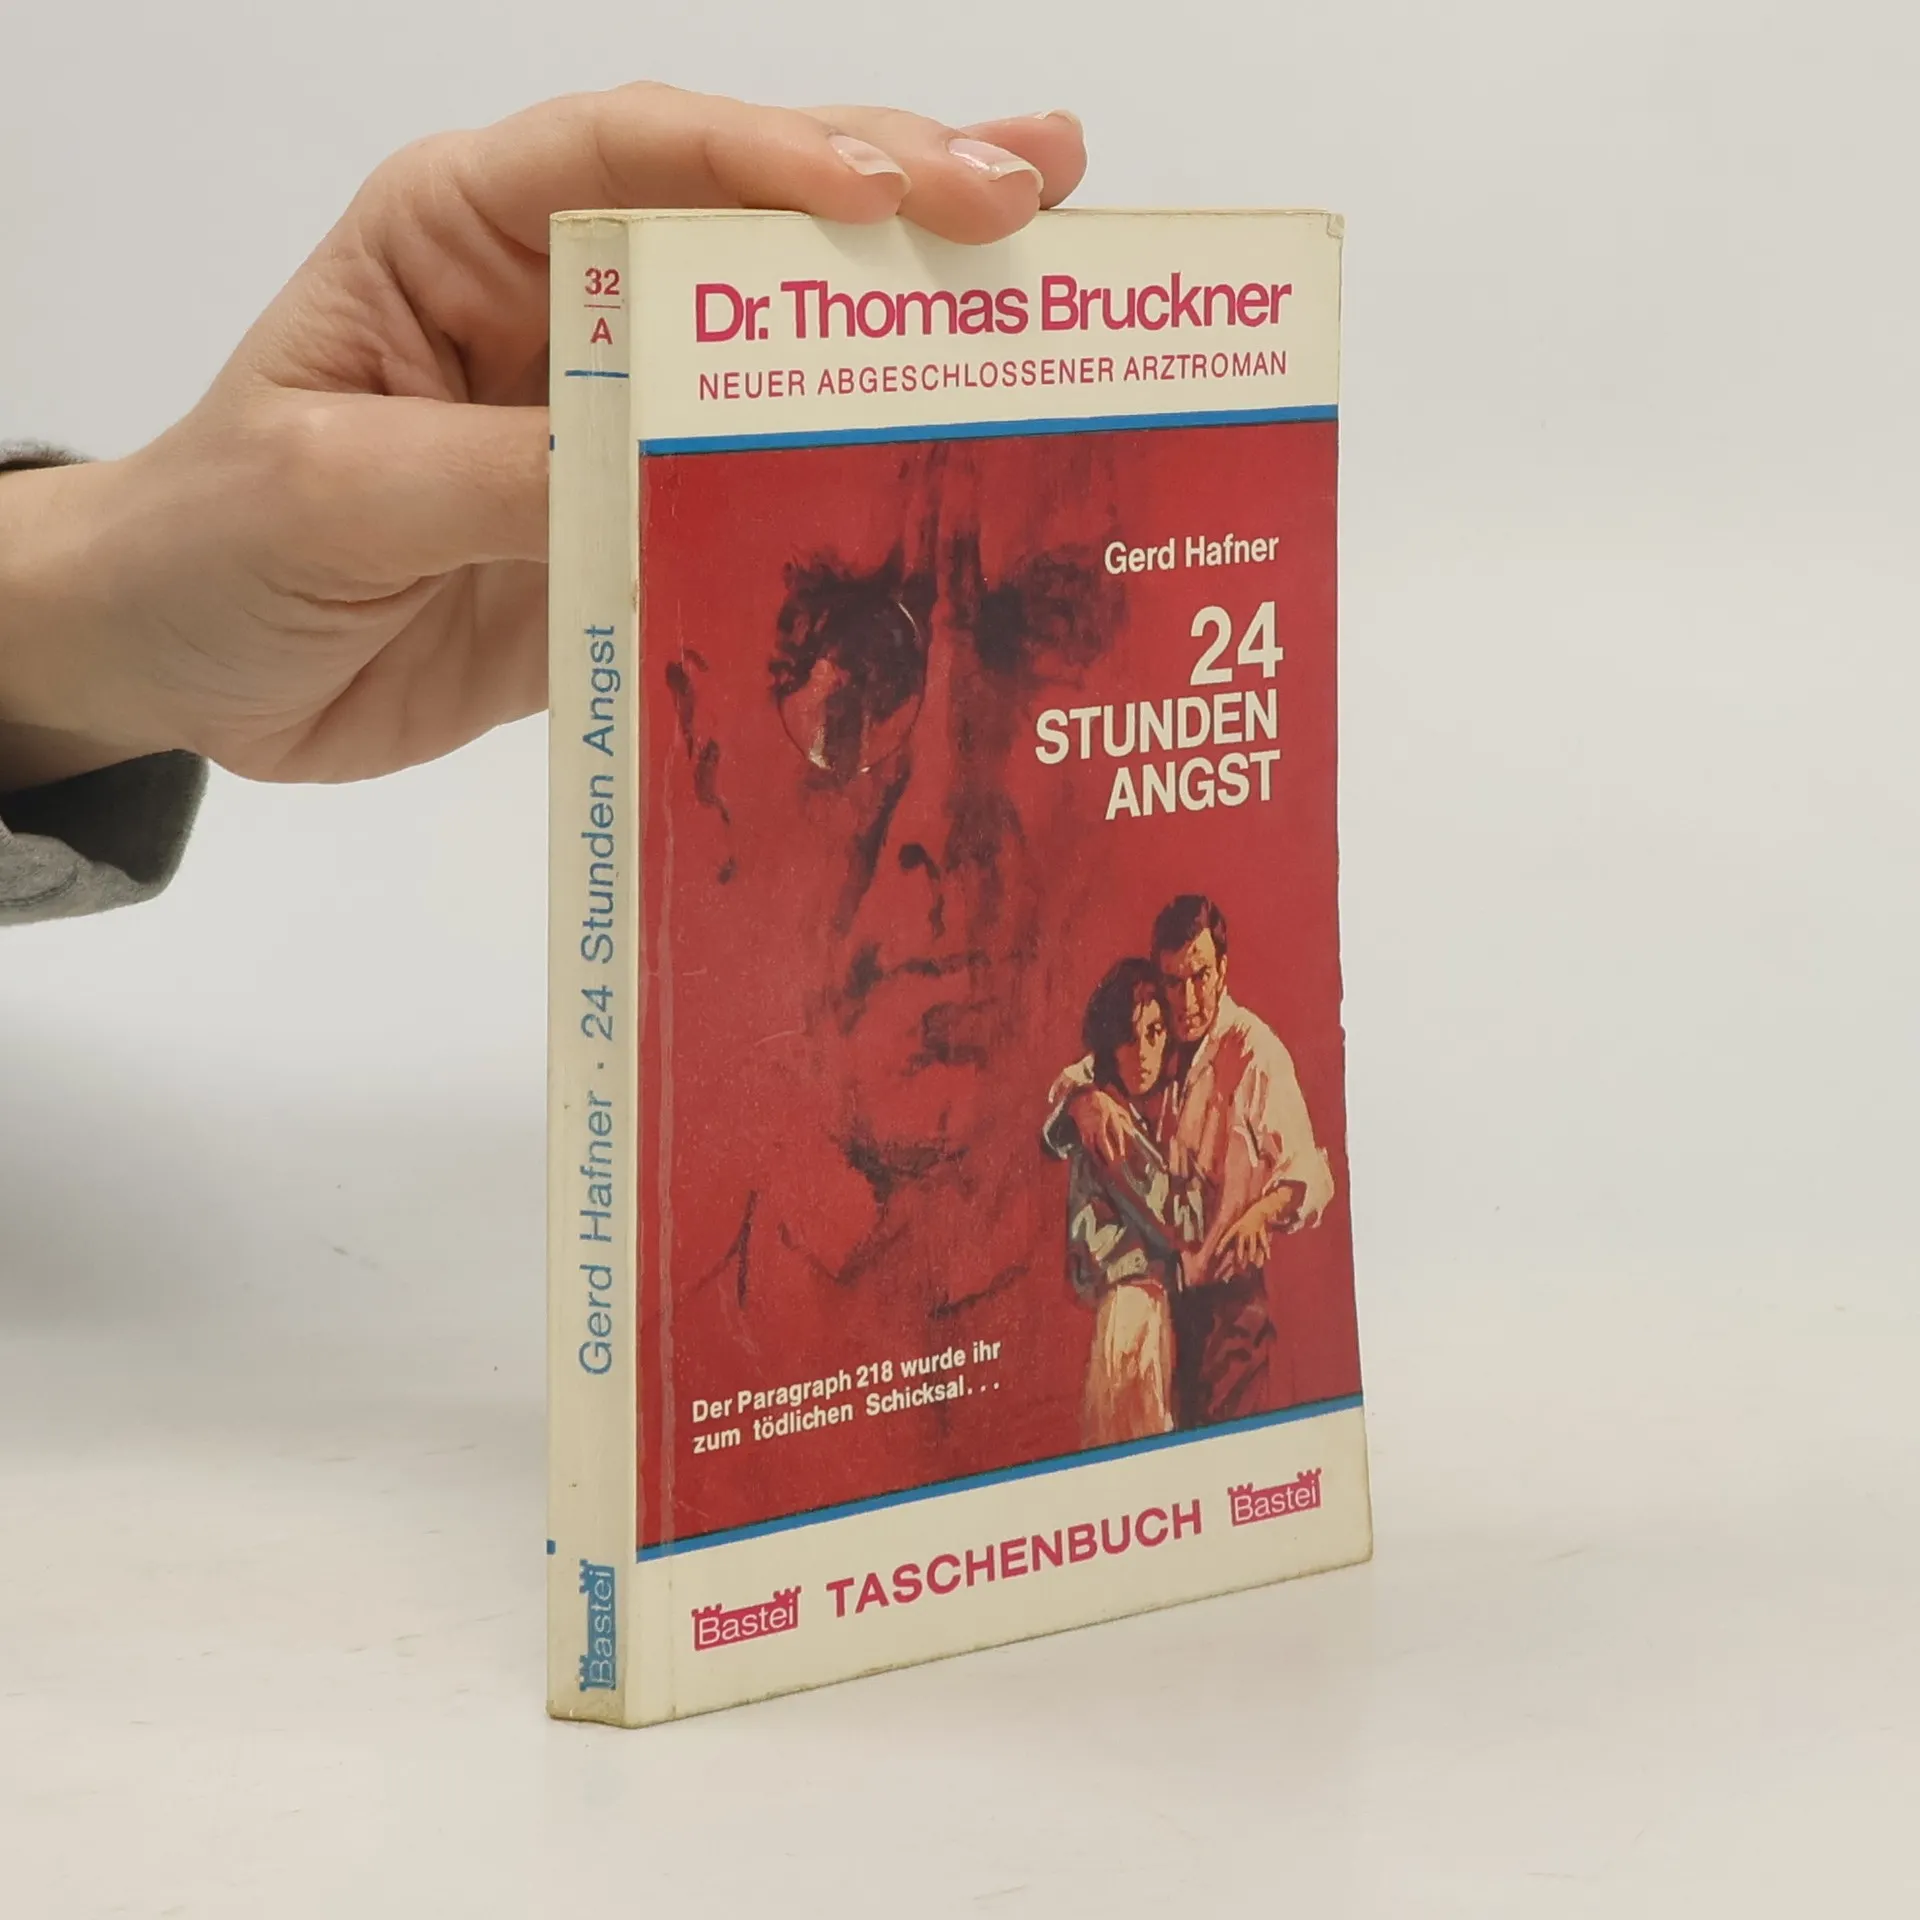 32
A
Gerd Hafner · 24 Stunden Angst
Bastei
Dr. Thomas Bruckner
NEUER ABGESCHLOSSENER ARZTROMAN
Gerd Hafner
24
STUNDEN
ANGST
Der Paragraph 218 wurde ihr
zum tödlichen Schicksal...
Bastei TASCHENBUCH Bastei